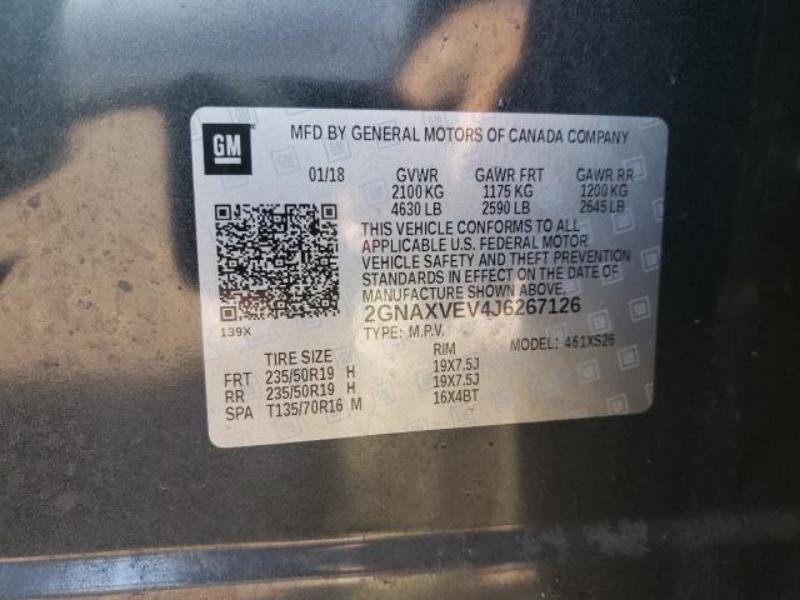 GM
MFD BY GENERAL MOTORS OF CANADA COMPANY
01/18 GVWR GAWR FRT GAWR RR
2100 KG 1175 KG 1200 KG
4630 LB 2590 LB 2645 LB
THIS VEHICLE CONFORMS TO ALL
APPLICABLE U.S. FEDERAL MOTOR
VEHICLE SAFETY AND THEFT PREVENTION
STANDARDS IN EFFECT ON THE DATE OF
MANUFACTURE SHOWN ABOVE.
2GNAXVEV4J6267126
139X
TYPE: M.P.V. MODEL: 461XS26
TIRE SIZE RIM
FRT 235/50R19 H 19X7.5J
RR 235/50R19 H 19X7.5J
SPA T135/70R16 M 16X4BT